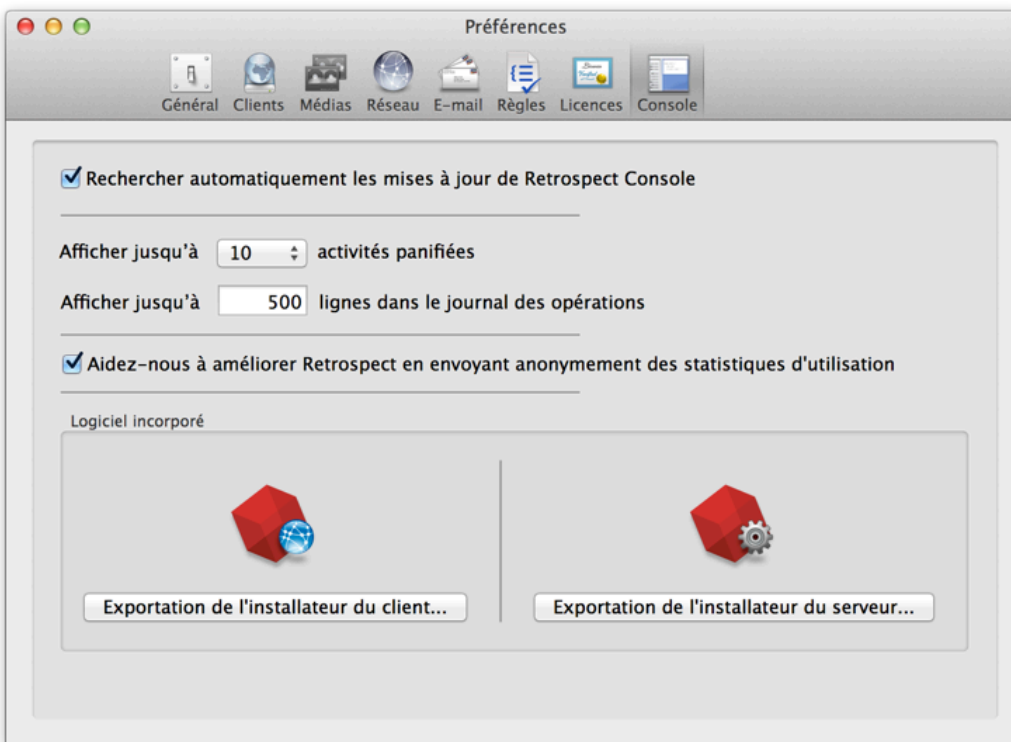 Préférences
Général Clients Médias Réseau E-mail Règles Licences Console
Rechercher automatiquement les mises à jour de Retrospect Console
Afficher jusqu'à 10 activités panifiées
Afficher jusqu'à 500 lignes dans le journal des opérations
Aidez-nous à améliorer Retrospect en envoyant anonymement des statistiques d'utilisation
Logiciel incorporé
Exportation de l'installateur du client... Exportation de l'installateur du serveur...